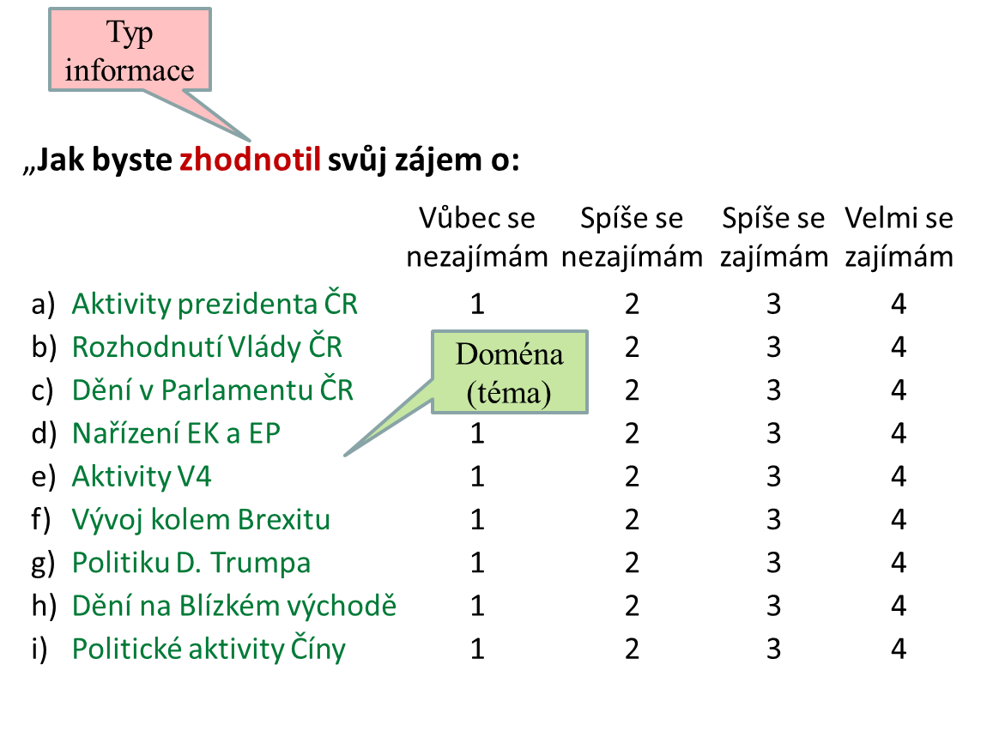 Typ
informace
„Jak byste zhodnotil svůj zájem o:
Vůbec se Spíše se Spíše se Velmi se
nezajímám nezajímám zajímám zajímám
a) Aktivity prezidenta ČR 1 2 3 4
b) Rozhodnutí Vlády ČR 2 3 4
Doména
(téma)
c) Dění v Parlamentu ČR 2 3 4
d) Nařízení EK a EP 1 2 3 4
e) Aktivity V4 1 2 3 4
f) Vývoj kolem Brexitu 1 2 3 4
g) Politiku D. Trumpa 1 2 3 4
h) Dění na Blízkém východě 1 2 3 4
i) Politické aktivity Číny 1 2 3 4